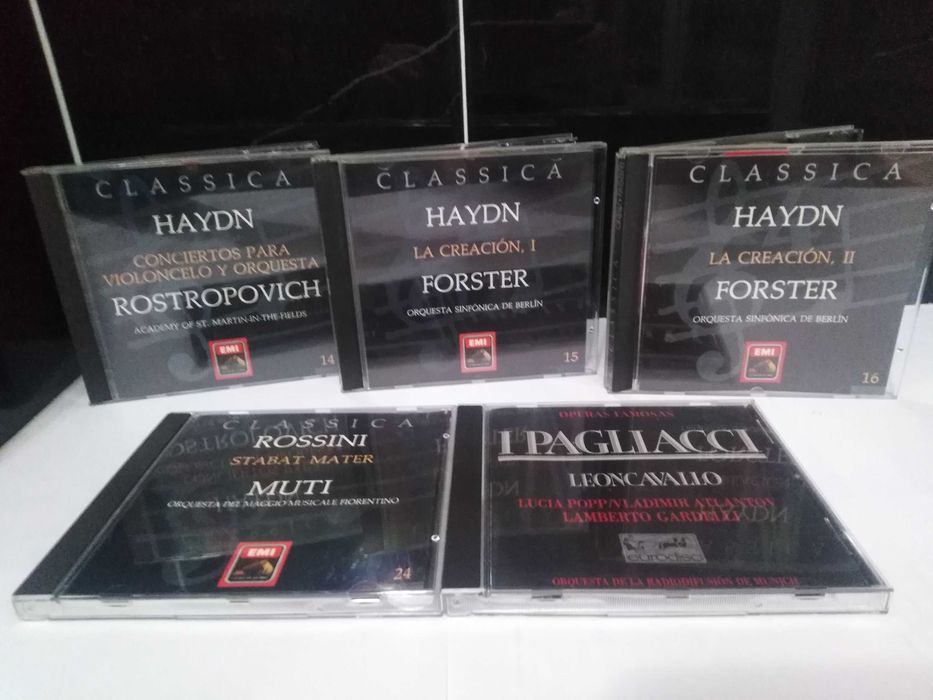 CLASSICA
HAYDN
CONCIERTOS PARA
VIOLONCELO Y ORQUESTA
ROSTROPOVICH
ACADEMY OF ST. MARTIN-IN-THE-FIELDS
EMI
14
CLASSICA
HAYDN
LA CREACIÓN, I
FORSTER
ORQUESTA SINFÓNICA DE BERLÍN
EMI
15
CLASSICA
HAYDN
LA CREACIÓN, II
FORSTER
ORQUESTA SINFÓNICA DE BERLÍN
EMI
16
CLASSICA
ROSSINI
STABAT MATER
MUTI
ORQUESTA DEL MAGGIO MUSICALE FIORENTINO
EMI
24
OPERAS FAMOSAS
I PAGLIACCI
LEONCAVALLO
LUCIA POPP/VLADIMIR ATLANTOV
LAMBERTO GARDELLI
eurodisc
ORQUESTA DE LA RADIODIFUSIÓN DE MUNICH